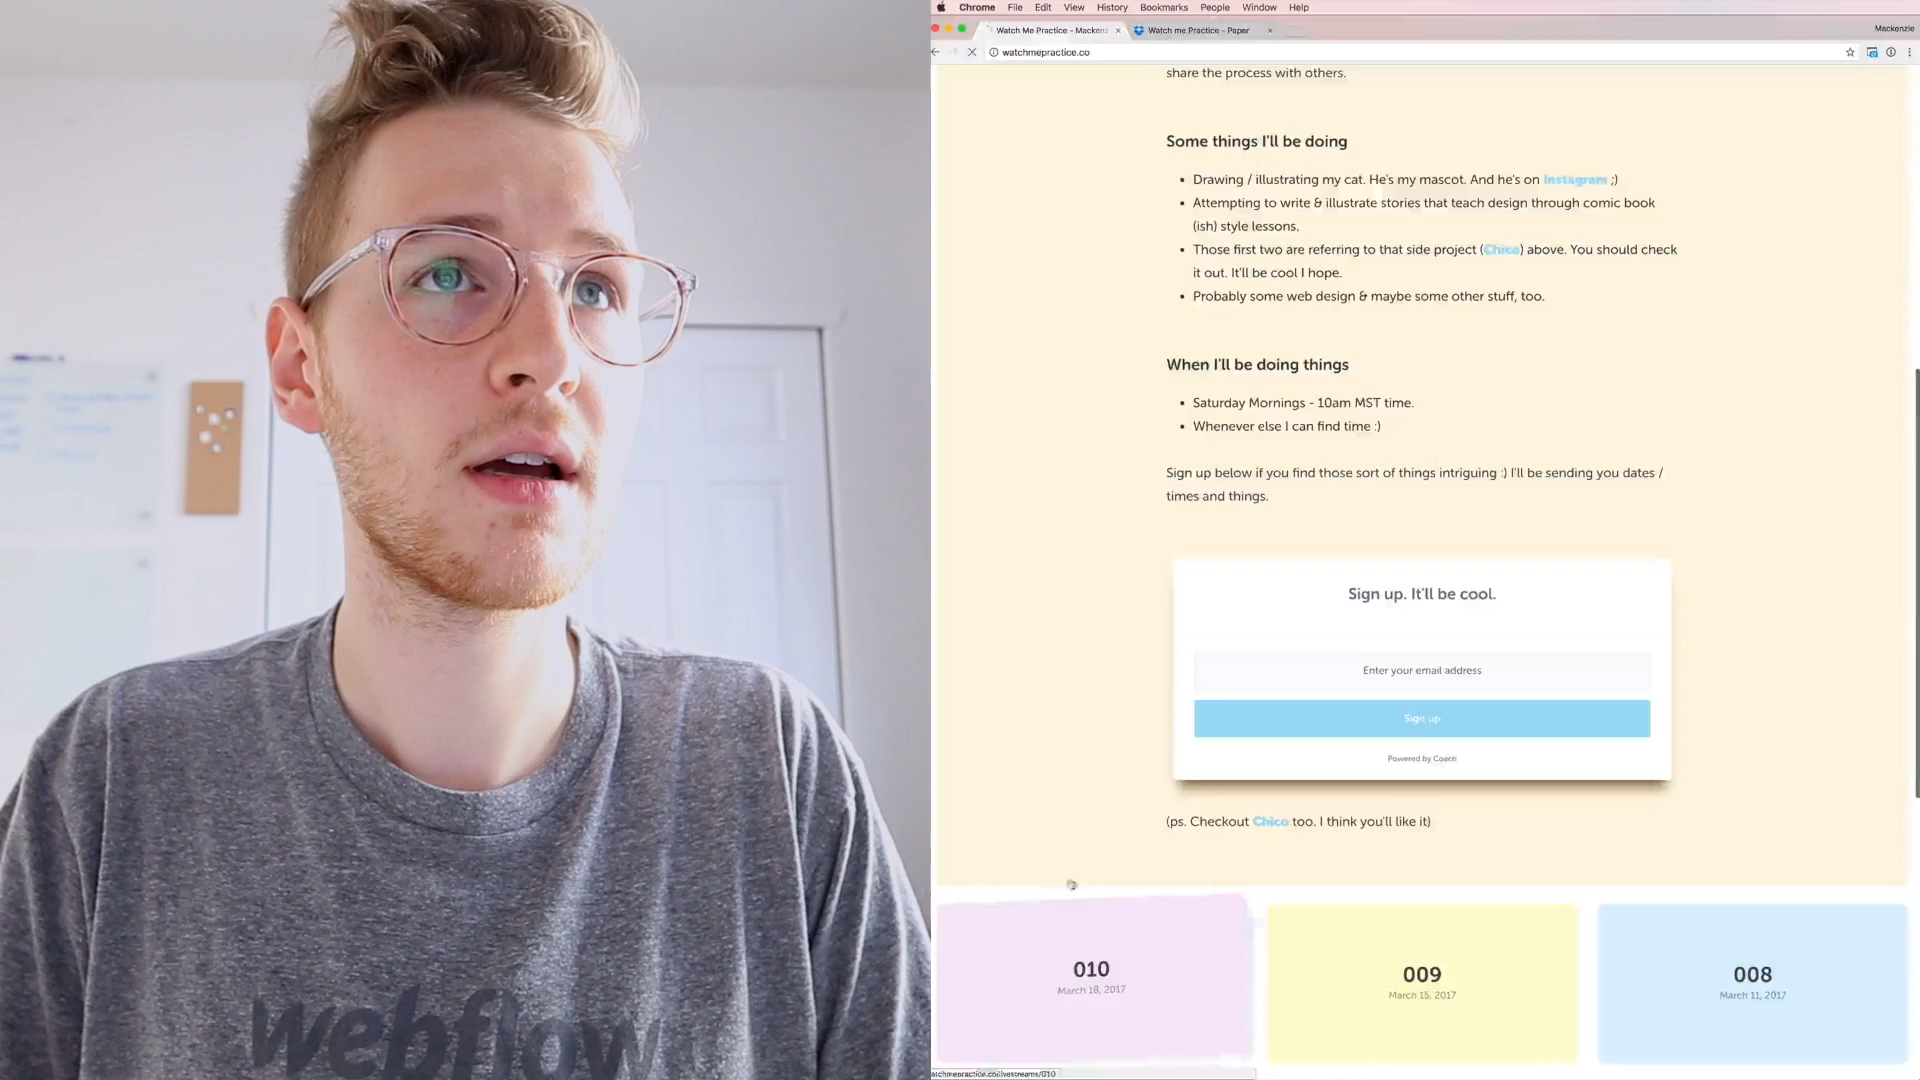 Chrome File Edit View History Bookmarks People Window Help
Watch Me Practice - Mackenz
Watch me Practice - Paper
Mackenzie
watchmepractice.co
share the process with others.
Some things I'll be doing
• Drawing / illustrating my cat. He's my mascot. And he's on Instagram ;)
• Attempting to write & illustrate stories that teach design through comic book
(ish) style lessons.
• Those first two are referring to that side project (Chico) above. You should check
it out. It'll be cool I hope.
• Probably some web design & maybe some other stuff, too.
When I'll be doing things
• Saturday Mornings - 10am MST time.
• Whenever else I can find time :)
Sign up below if you find those sort of things intriguing :) I'll be sending you dates /
times and things.
Sign up. It'll be cool.
Enter your email address
Sign up
Powered by Coach
(ps. Checkout Chico too. I think you'll like it)
010
March 18, 2017
009
March 15, 2017
008
March 11, 2017
atchmepractice.co/livestreams/010
webflow